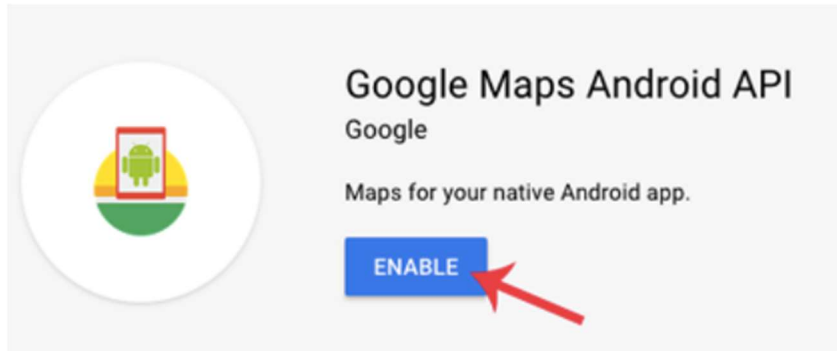 Google Maps Android API
Google
Maps for your native Android app.
ENABLE